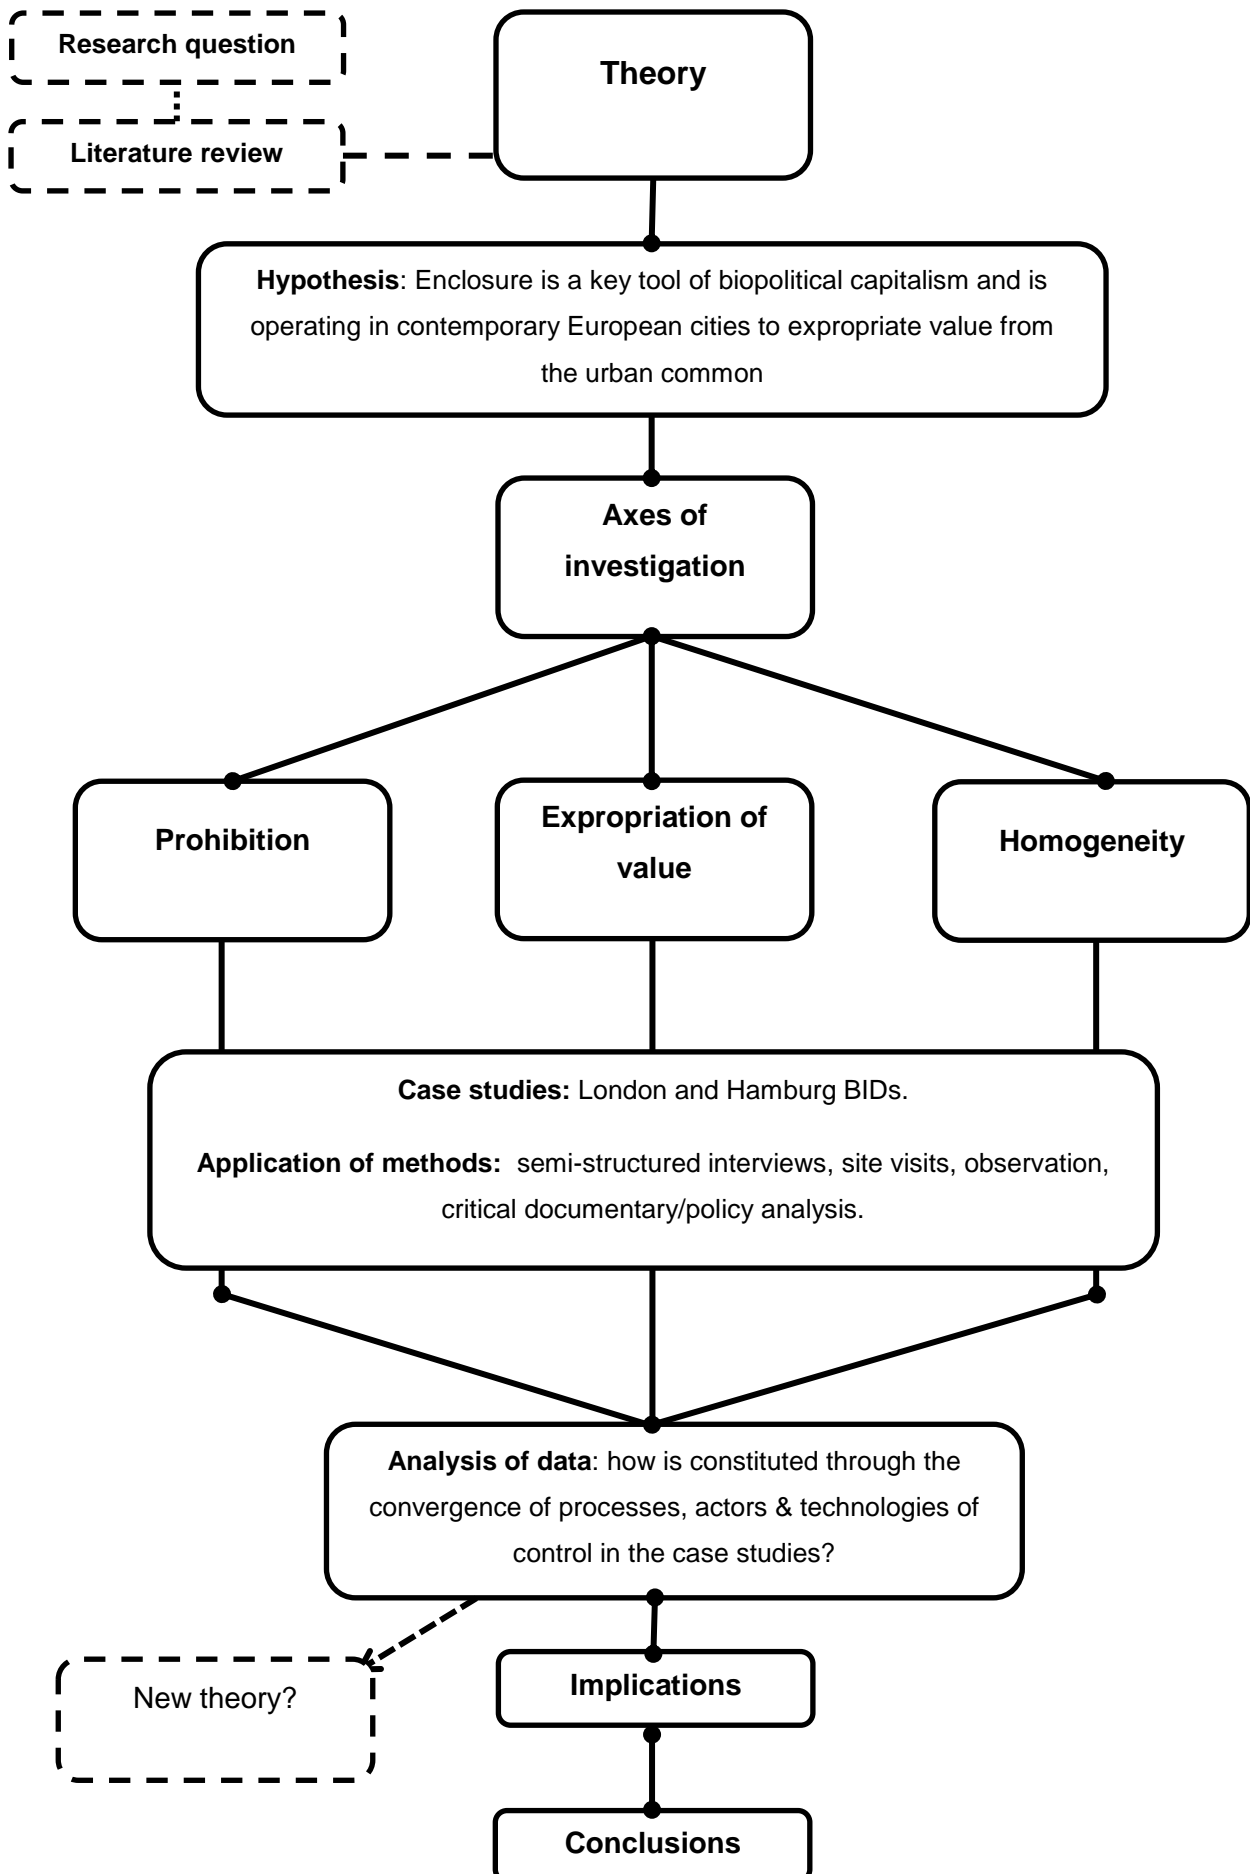 Research question
Theory
Literature review
Hypothesis: Enclosure is a key tool of biopolitical capitalism and is
operating in contemporary European cities to expropriate value from
the urban common
Axes of
investigation
Prohibition
Expropriation of
value
Homogeneity
Case studies: London and Hamburg BIDs.
Application of methods:  semi-structured interviews, site visits, observation,
critical documentary/policy analysis.
Analysis of data: how is constituted through the
convergence of processes, actors & technologies of
control in the case studies?
New theory?
Implications
Conclusions